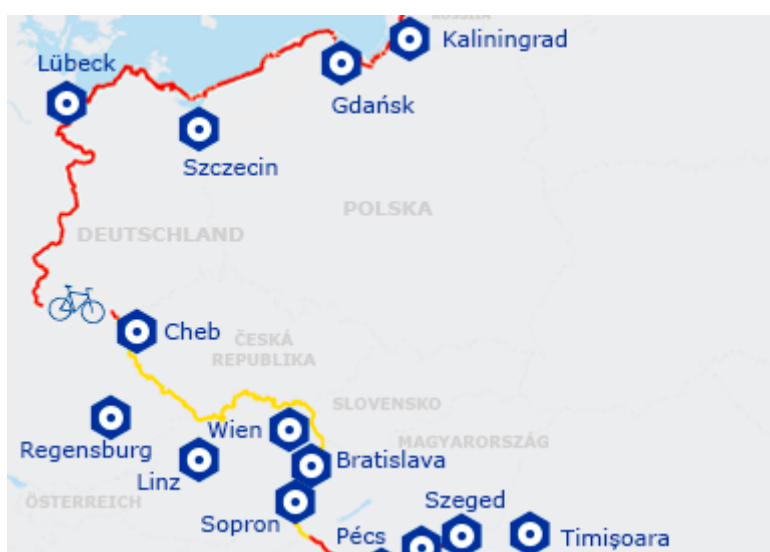 RUSSIA
Kaliningrad
Lübeck
Gdańsk
Szczecin
POLSKA
DEUTSCHLAND
Cheb
ČESKÁ
REPUBLIKA
SLOVENSKO
Wien
MAGYARORSZÁG
Regensburg
Bratislava
Linz
ÖSTERREICH
Szeged
Sopron
Pécs
Timişoara